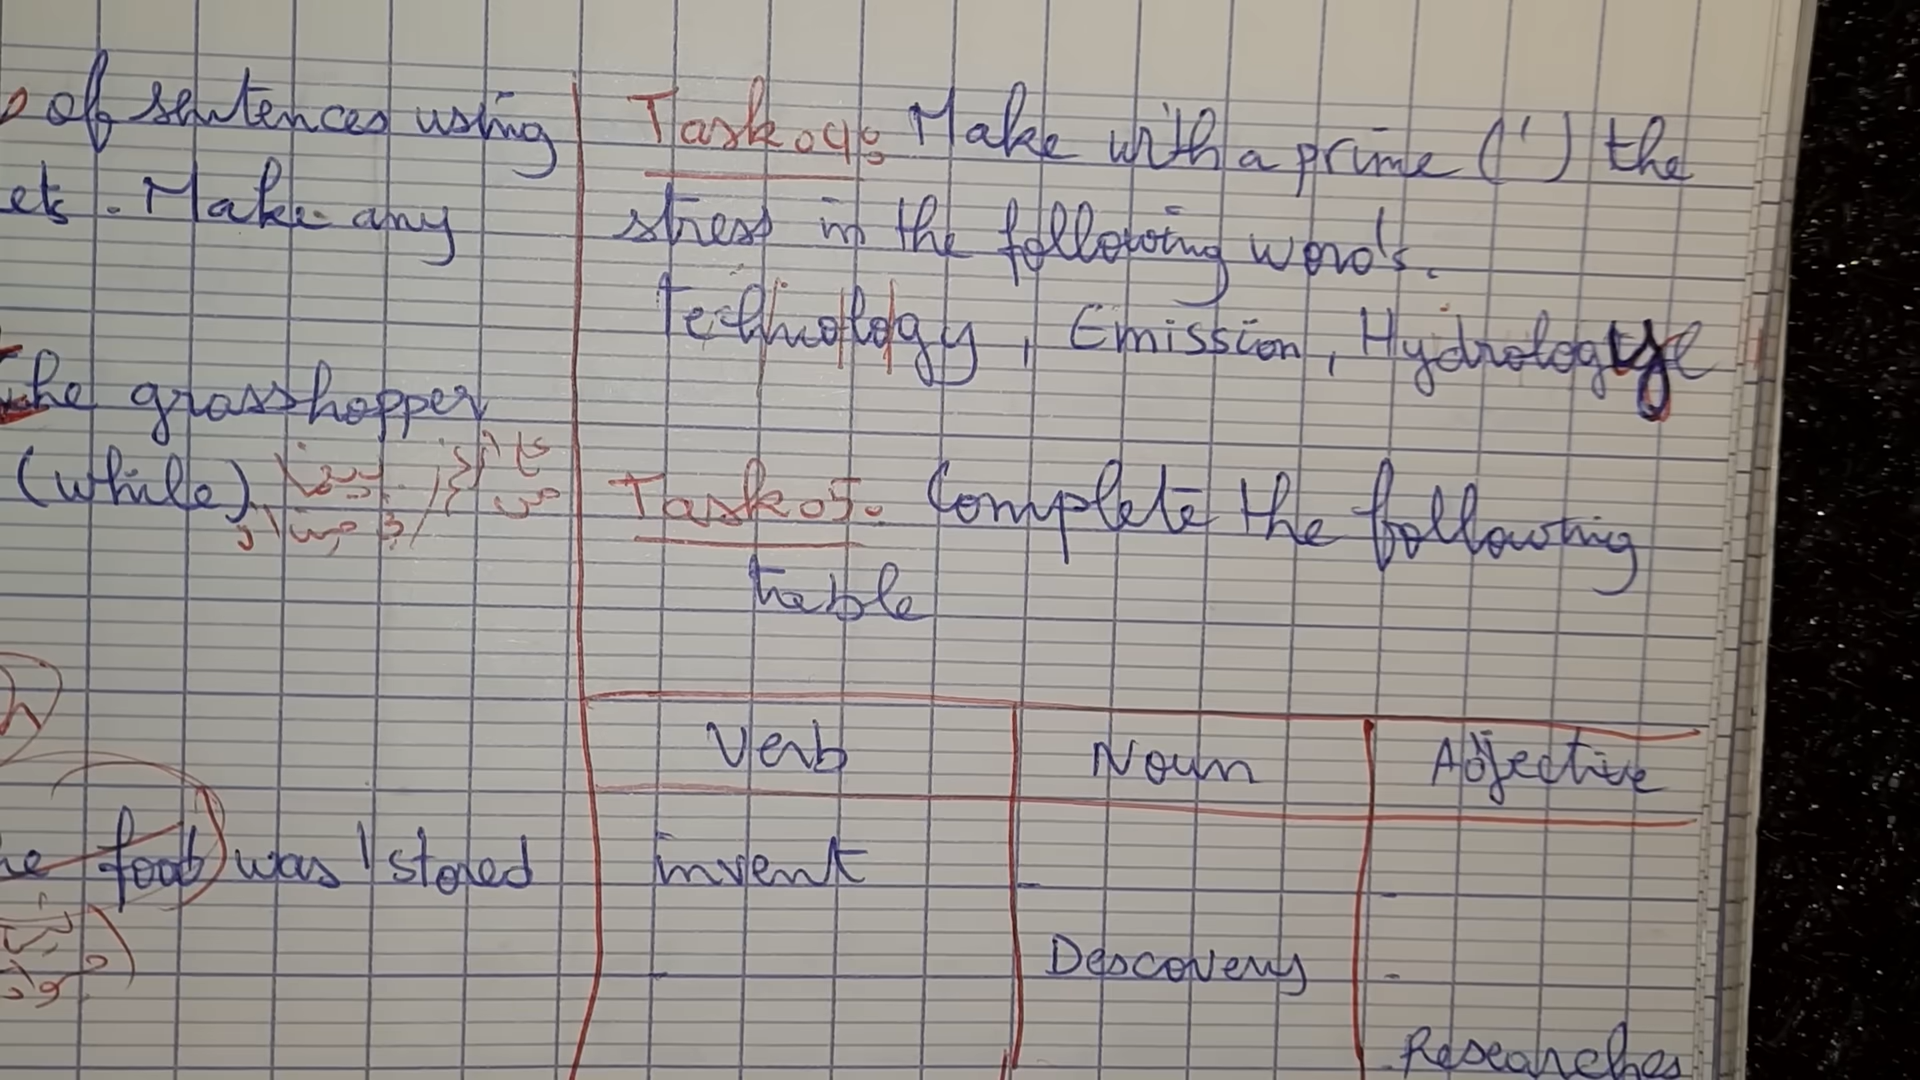 of sentences using
ets. Make any
The grasshopper
(while)
he food was stored
Task 04: Make with a prime (') the
stress in the following words.
Technology, Emission, Hydrology
Task 05. Complete the following
table
Verb Noun Adjective
invent - -
- Descovery -
Researches